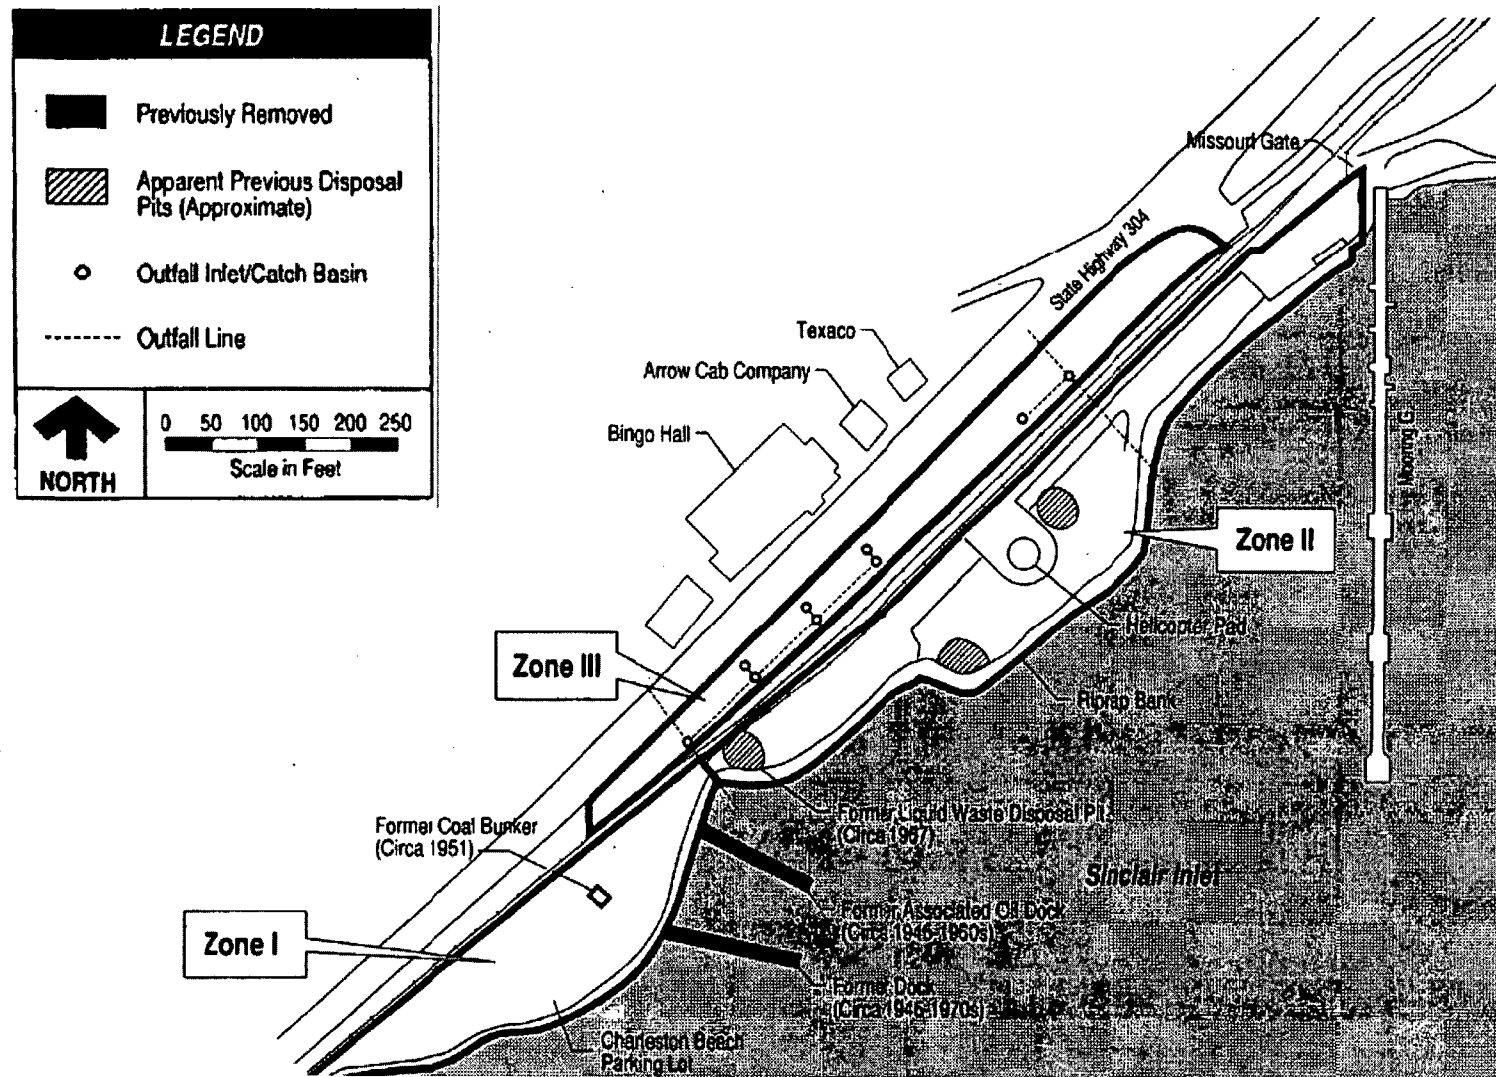 LEGEND
Previously Removed
Apparent Previous Disposal
Pits (Approximate)
Outfall Inlet/Catch Basin
Outfall Line
NORTH
0 50 100 150 200 250
Scale in Feet
Missouri Gate
State Highway 304
Texaco
Arrow Cab Company
Bingo Hall
Mooring G
Zone II
Helicopter Pad
Zone III
Riprap Bank
Former Liquid Waste Disposal Pit
(Circa 1967)
Former Coal Bunker
(Circa 1951)
Sinclair Inlet
Former Associated Oil Dock
(Circa 1946-1960s)
Zone I
Former Dock
(Circa 1946-1970s)
Charleston Beach
Parking Lot